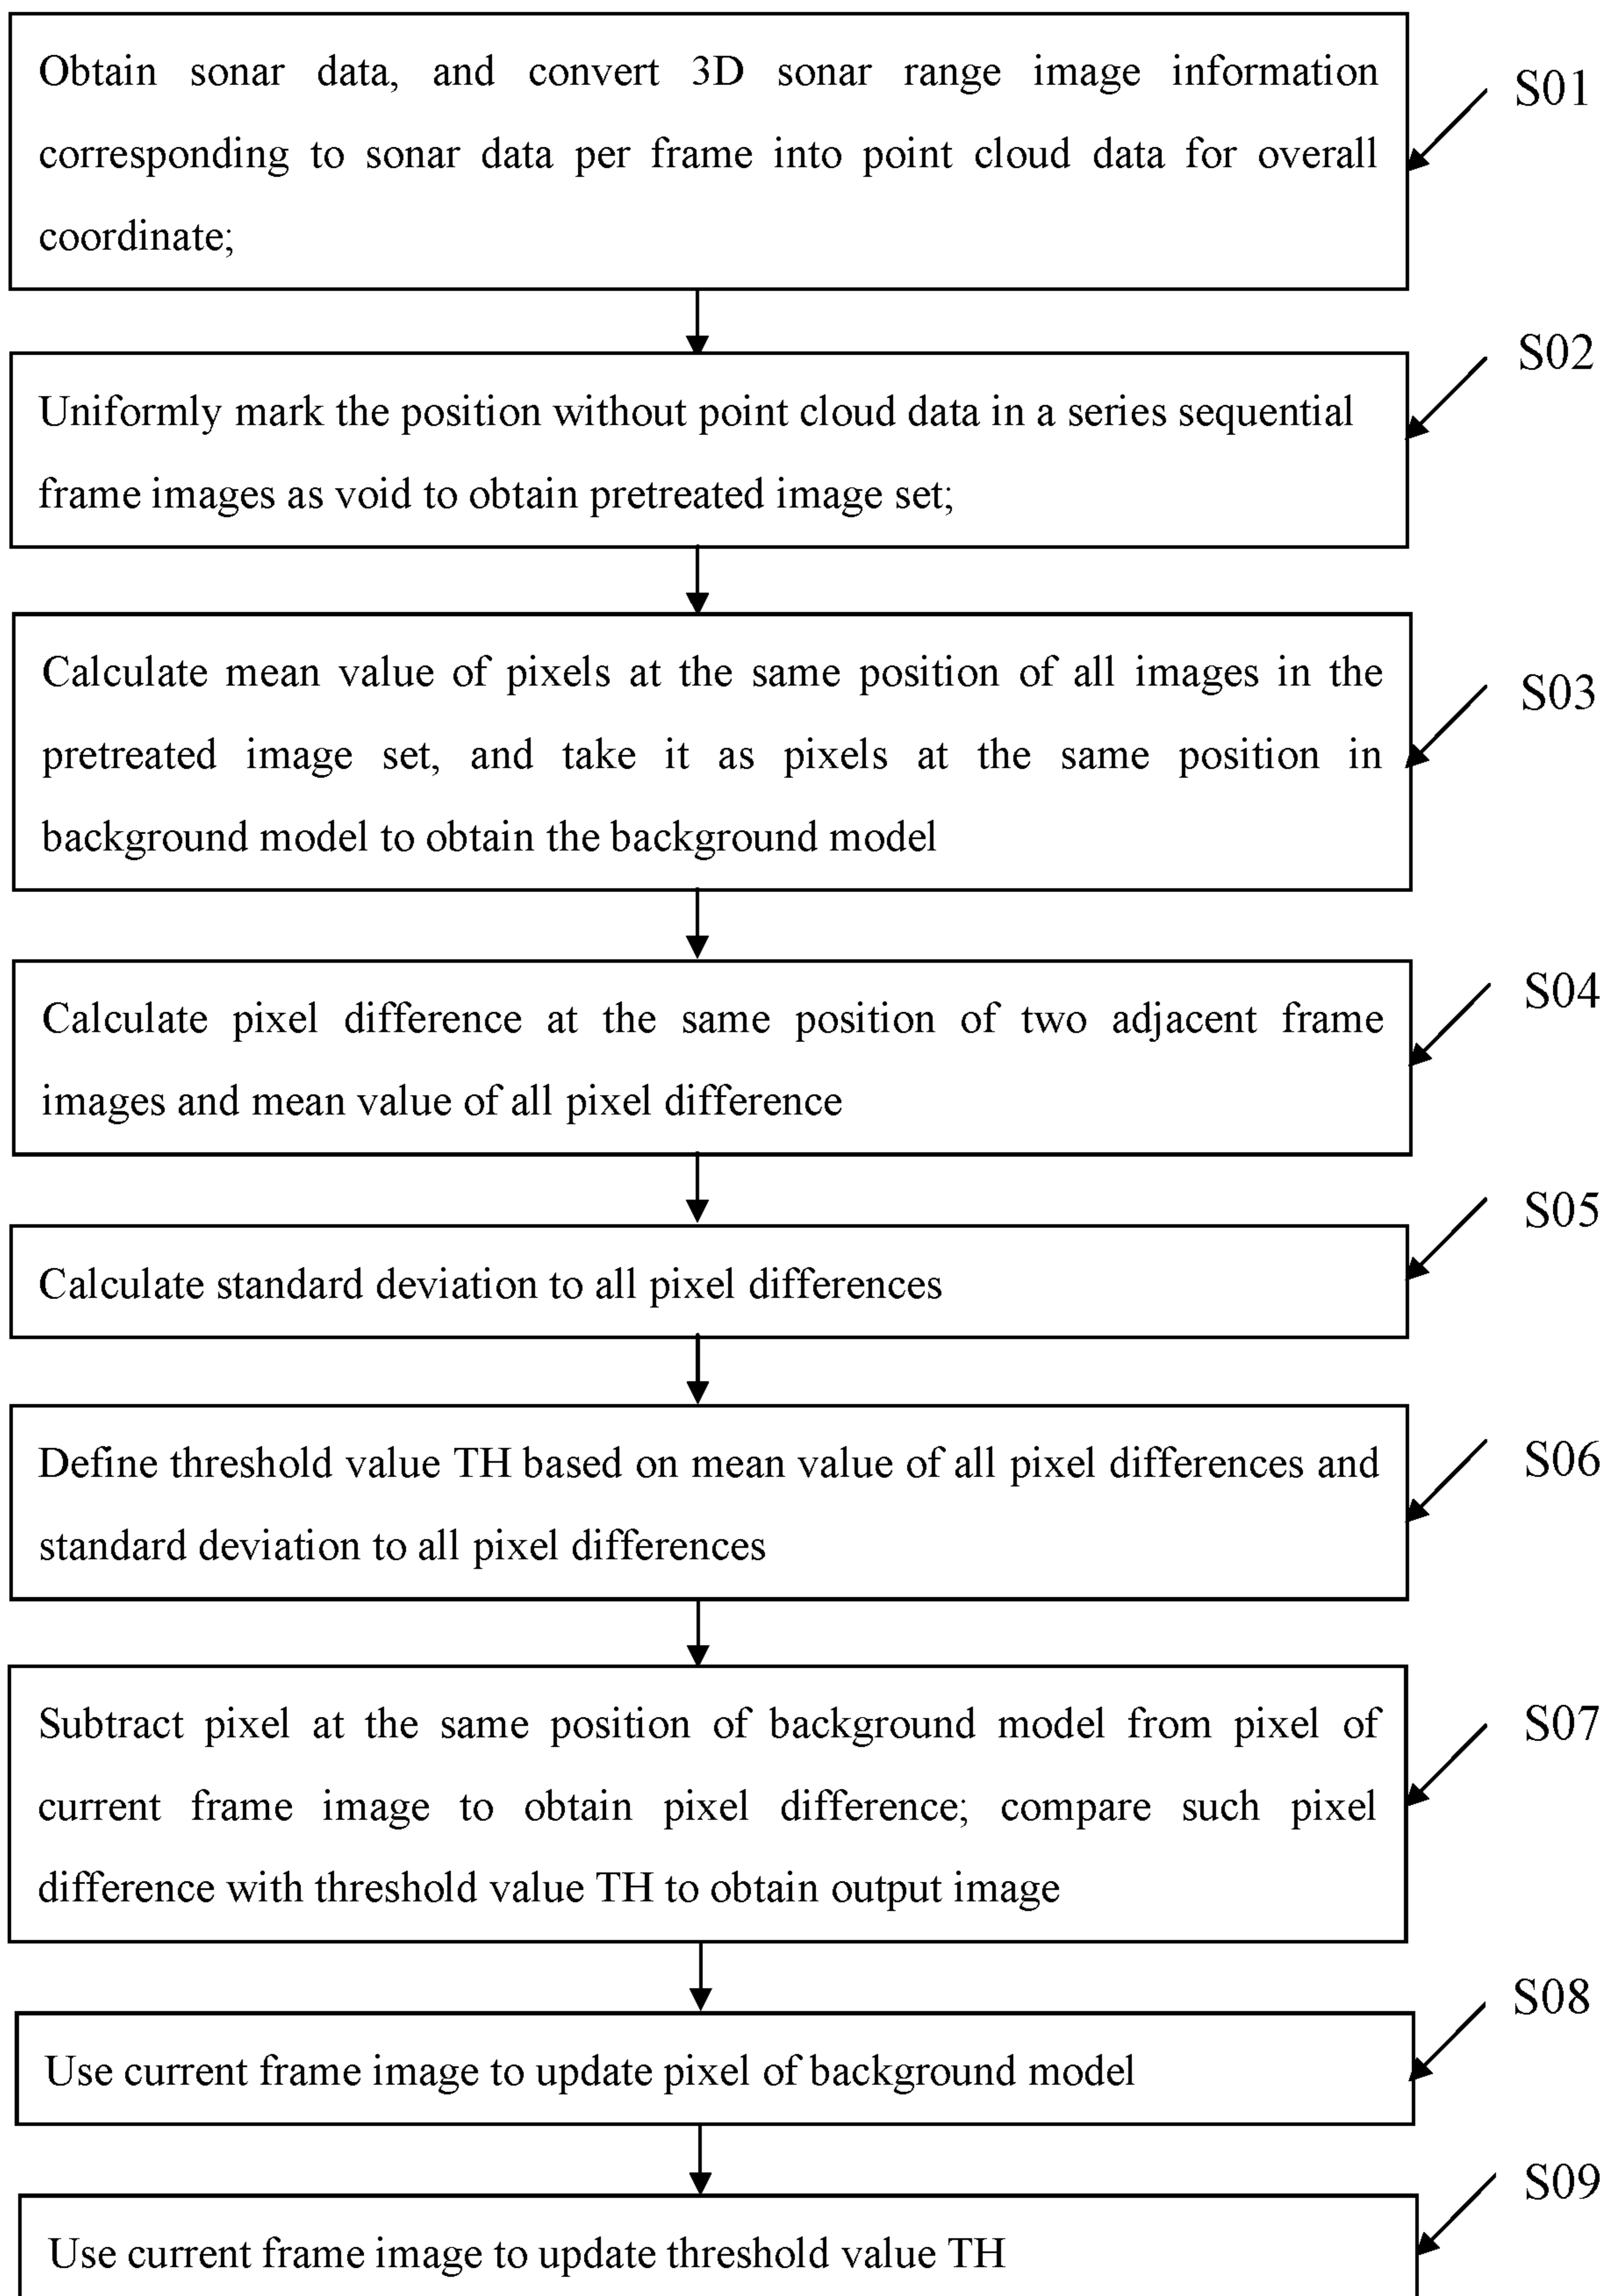 Obtain sonar data, and convert 3D sonar range image information
corresponding to sonar data per frame into point cloud data for overall
coordinate;
S01
Uniformly mark the position without point cloud data in a series sequential
frame images as void to obtain pretreated image set;
S02
Calculate mean value of pixels at the same position of all images in the
pretreated image set, and take it as pixels at the same position in
background model to obtain the background model
S03
Calculate pixel difference at the same position of two adjacent frame
images and mean value of all pixel difference
S04
Calculate standard deviation to all pixel differences
S05
Define threshold value TH based on mean value of all pixel differences and
standard deviation to all pixel differences
S06
Subtract pixel at the same position of background model from pixel of
current frame image to obtain pixel difference; compare such pixel
difference with threshold value TH to obtain output image
S07
Use current frame image to update pixel of background model
S08
Use current frame image to update threshold value TH
S09